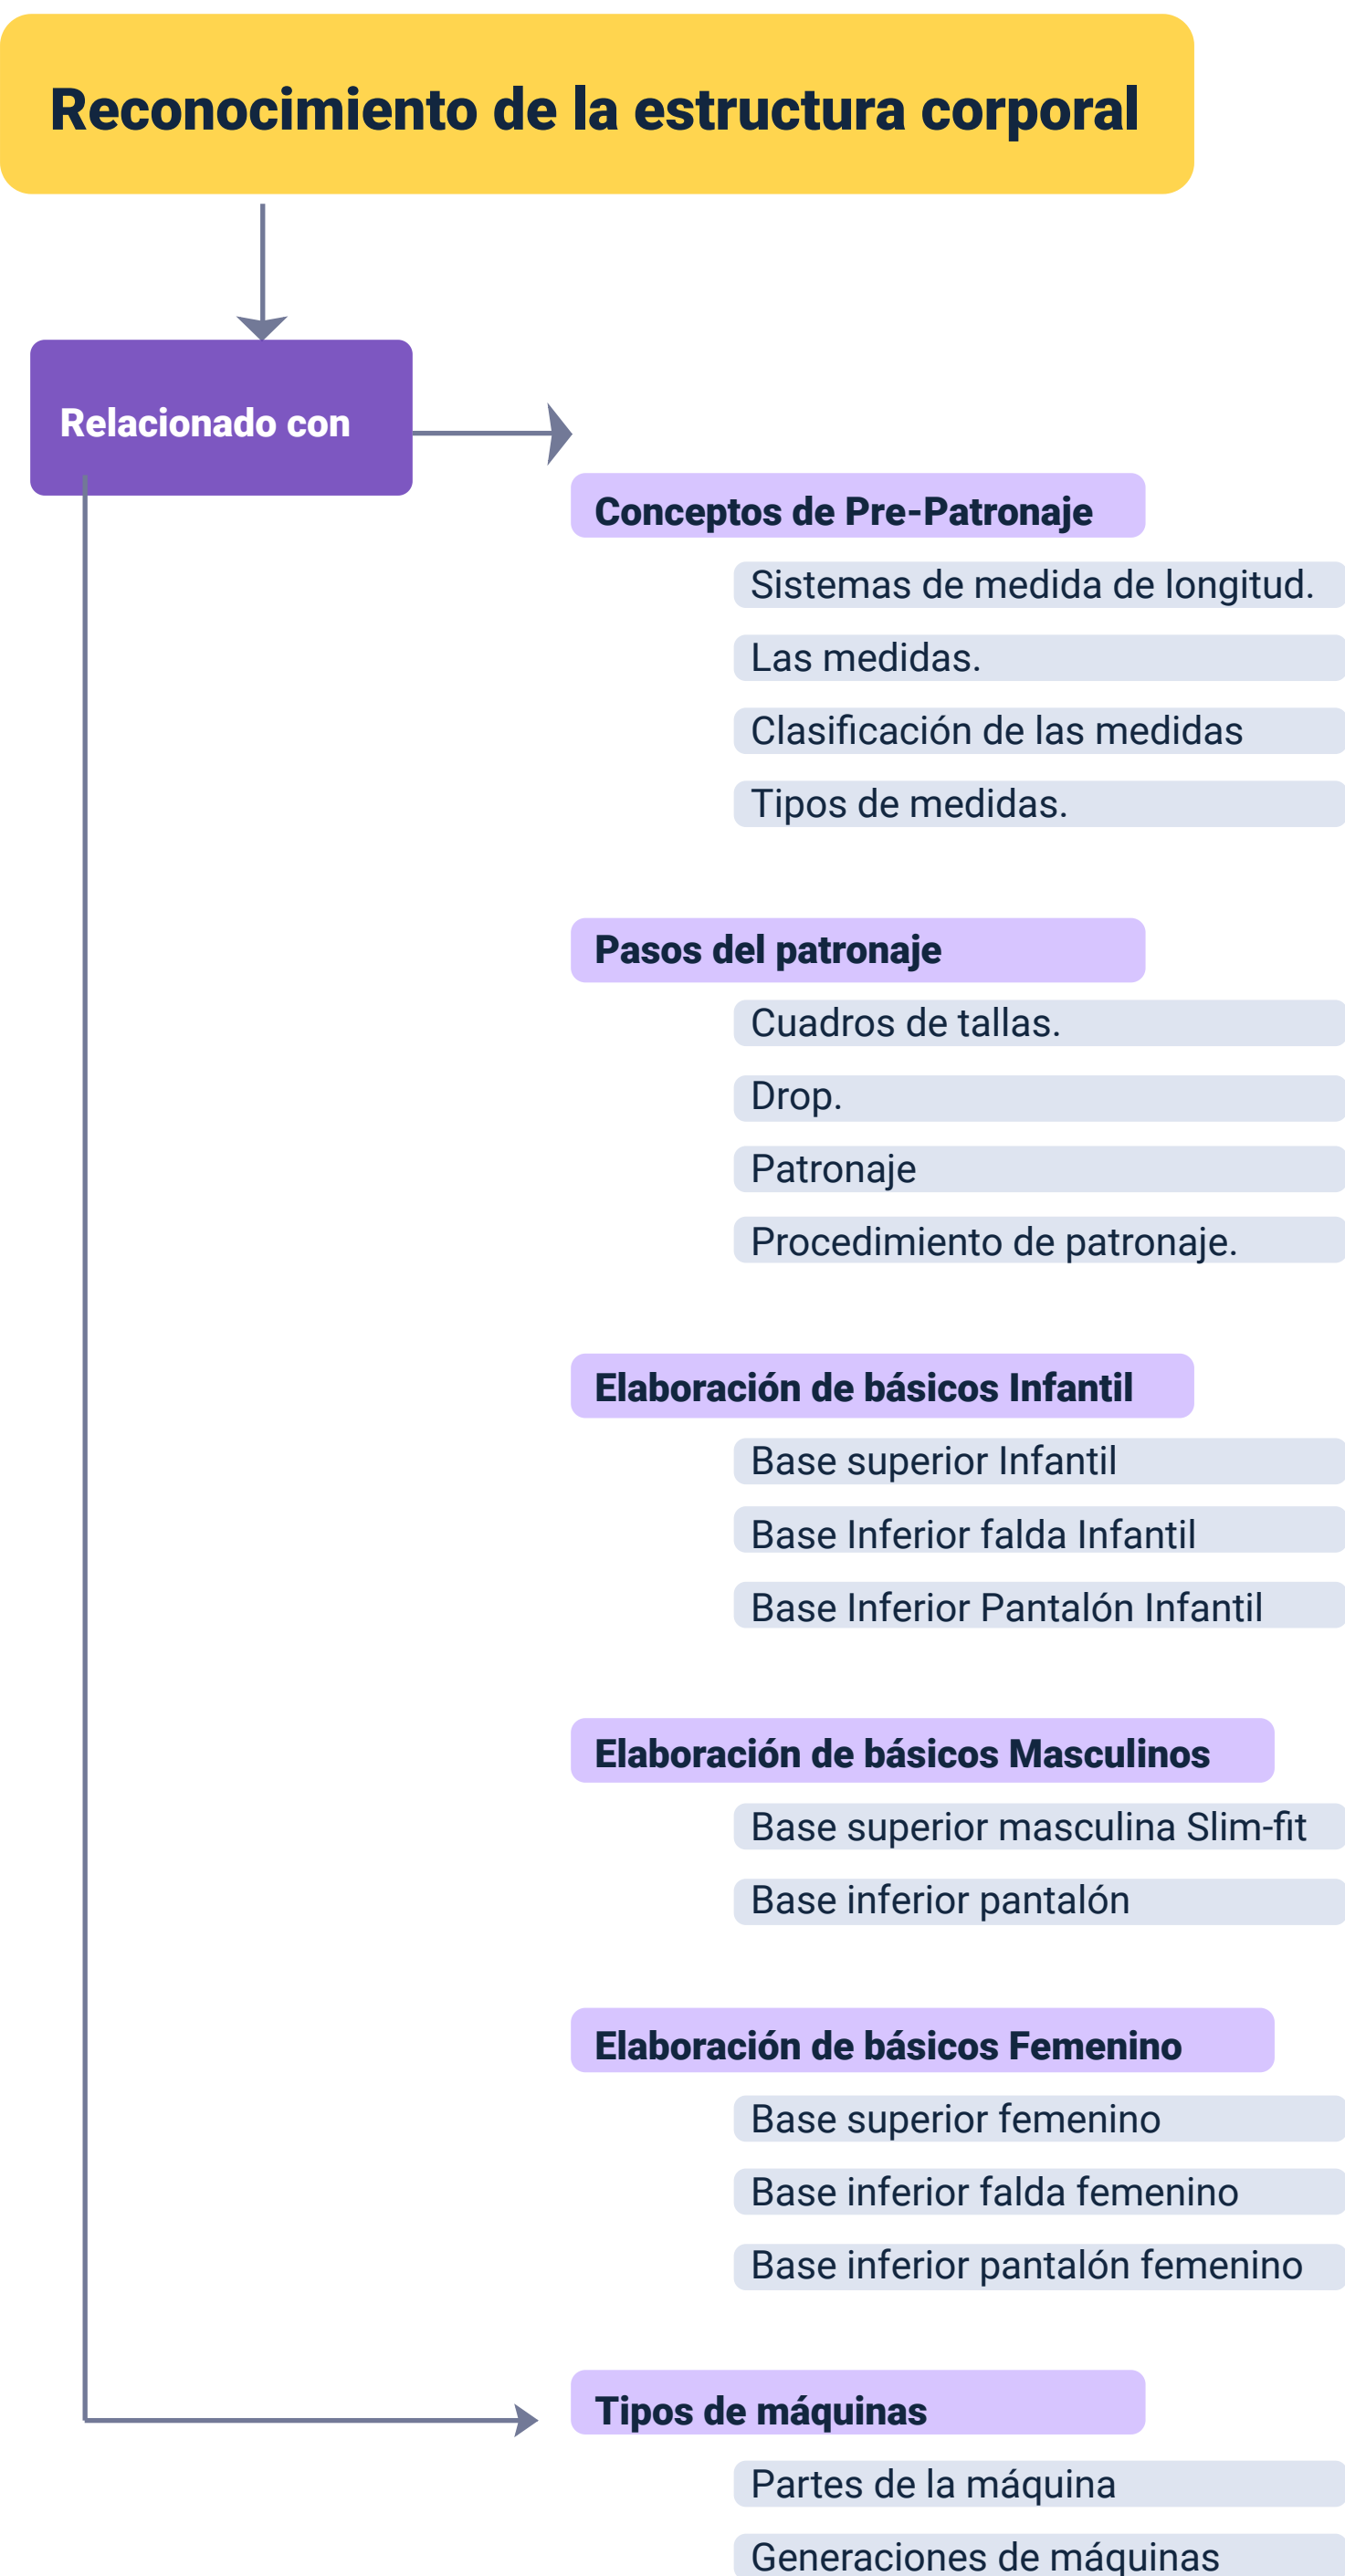 Reconocimiento de la estructura corporal
Relacionado con
Conceptos de Pre-Patronaje
Sistemas de medida de longitud.
Las medidas.
Clasificación de las medidas
Tipos de medidas.
Pasos del patronaje
Cuadros de tallas.
Drop.
Patronaje
Procedimiento de patronaje.
Elaboración de básicos Infantil
Base superior Infantil
Base Inferior falda Infantil
Base Inferior Pantalón Infantil
Elaboración de básicos Masculinos
Base superior masculina Slim-fit
Base inferior pantalón
Elaboración de básicos Femenino
Base superior femenino
Base inferior falda femenino
Base inferior pantalón femenino
Tipos de máquinas
Partes de la máquina
Generaciones de máquinas